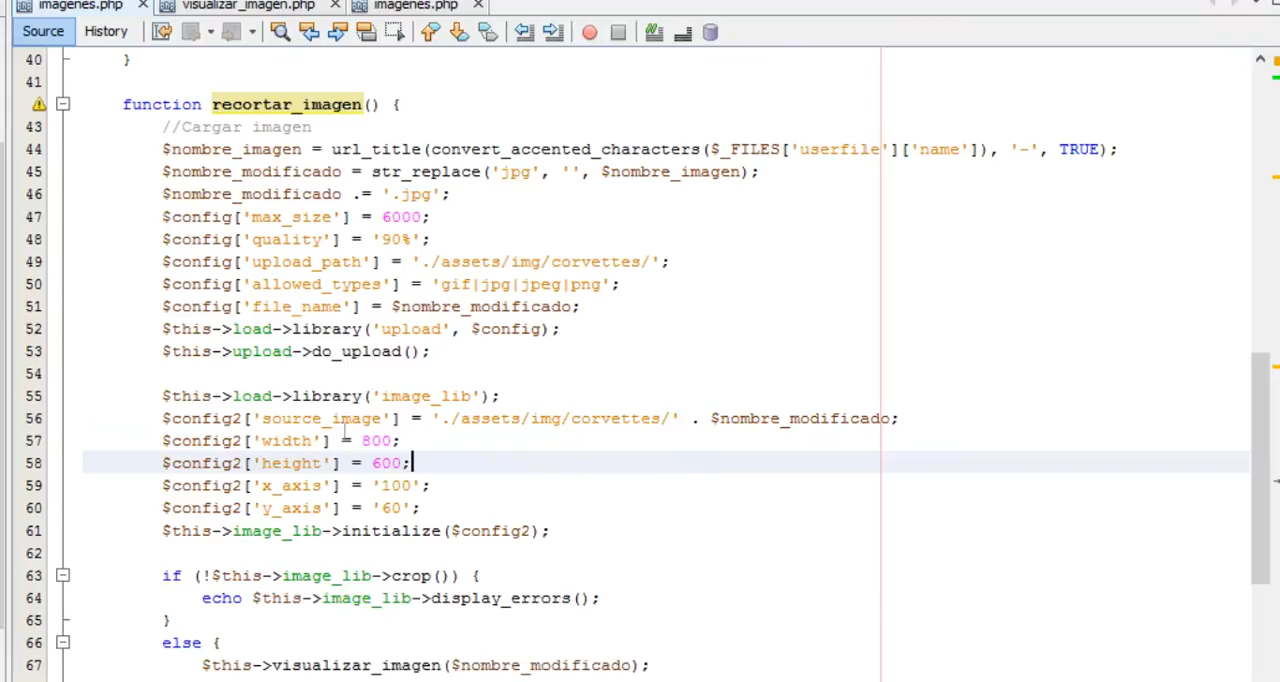 imagenes.php visualizar_imagen.php imagenes.php
Source History
40 }
41
function recortar_imagen() {
43 //Cargar imagen
44 $nombre_imagen = url_title(convert_accented_characters($_FILES['userfile']['name']), '-', TRUE);
45 $nombre_modificado = str_replace('jpg', '', $nombre_imagen);
46 $nombre_modificado .= '.jpg';
47 $config['max_size'] = 6000;
48 $config['quality'] = '90%';
49 $config['upload_path'] = './assets/img/corvettes/';
50 $config['allowed_types'] = 'gif|jpg|jpeg|png';
51 $config['file_name'] = $nombre_modificado;
52 $this->load->library('upload', $config);
53 $this->upload->do_upload();
54
55 $this->load->library('image_lib');
56 $config2['source_image'] = './assets/img/corvettes/' . $nombre_modificado;
57 $config2['width'] = 800;
58 $config2['height'] = 600;
59 $config2['x_axis'] = '100';
60 $config2['y_axis'] = '60';
61 $this->image_lib->initialize($config2);
62
63 if (!$this->image_lib->crop()) {
64 echo $this->image_lib->display_errors();
65 }
66 else {
67 $this->visualizar_imagen($nombre_modificado);